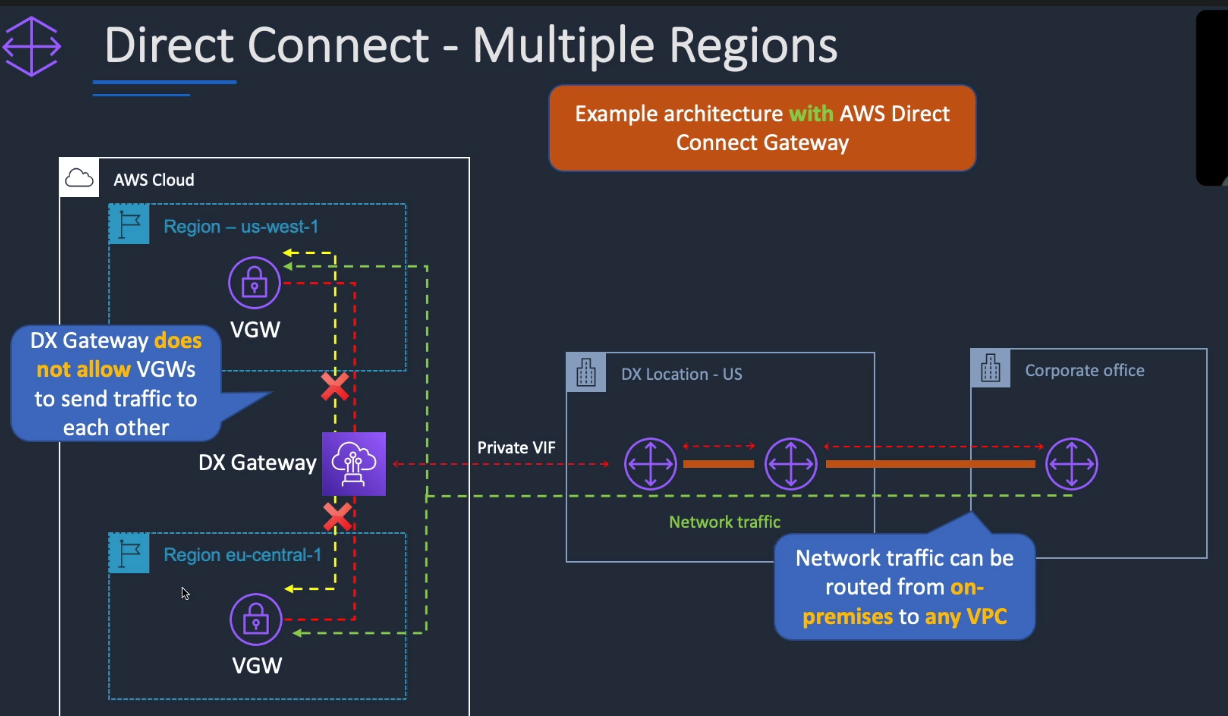 Direct Connect - Multiple Regions
Example architecture with AWS Direct
Connect Gateway
AWS Cloud
Region – us-west-1
VGW
DX Gateway does
not allow VGWs
to send traffic to
each other
DX Gateway
Private VIF
DX Location - US
Corporate office
Network traffic
Region eu-central-1
VGW
Network traffic can be
routed from on-
premises to any VPC